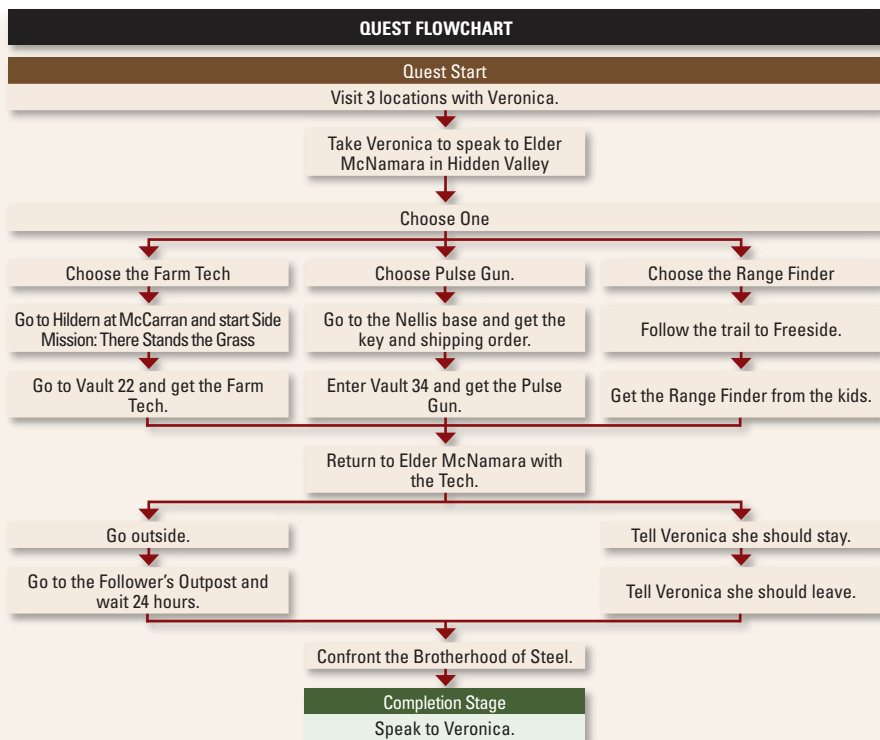 QUEST FLOWCHART
Quest Start
Visit 3 locations with Veronica.
Take Veronica to speak to Elder
McNamara in Hidden Valley
Choose One
Choose the Farm Tech
Choose Pulse Gun.
Choose the Range Finder
Go to Hildern at McCarran and start Side
Mission: There Stands the Grass
Go to the Nellis base and get the
key and shipping order.
Follow the trail to Freeside.
Go to Vault 22 and get the Farm
Tech.
Enter Vault 34 and get the Pulse
Gun.
Get the Range Finder from the kids.
Return to Elder McNamara with
the Tech.
Go outside.
Tell Veronica she should stay.
Go to the Follower's Outpost and
wait 24 hours.
Tell Veronica she should leave.
Confront the Brotherhood of Steel.
Completion Stage
Speak to Veronica.